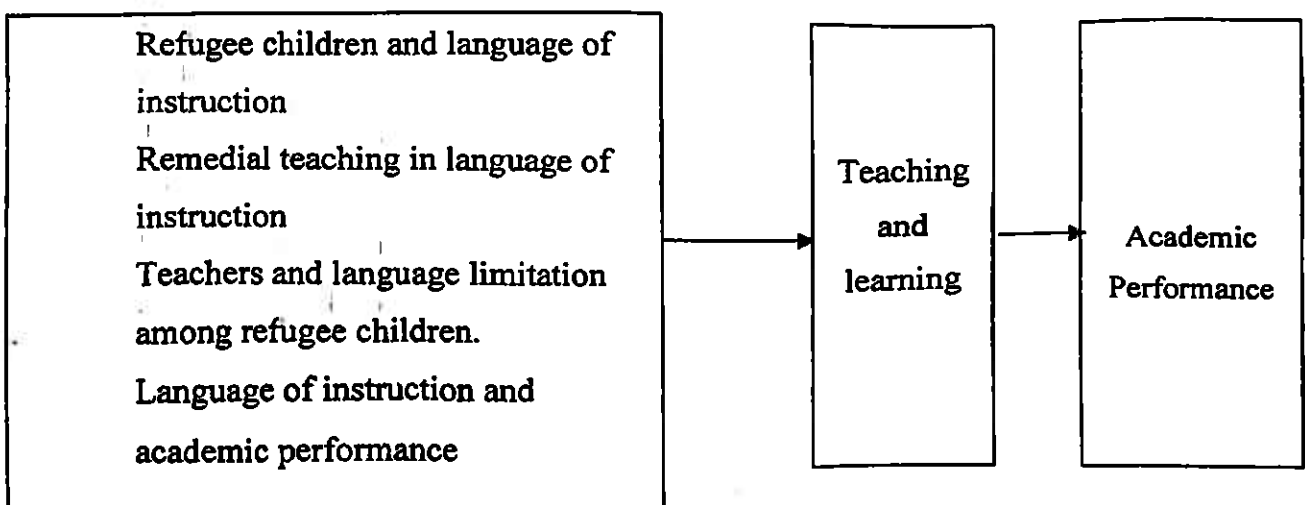 Refugee children and language of
instruction
Remedial teaching in language of
instruction
Teachers and language limitation
among refugee children.
Language of instruction and
academic performance
Teaching
and
learning
Academic
Performance